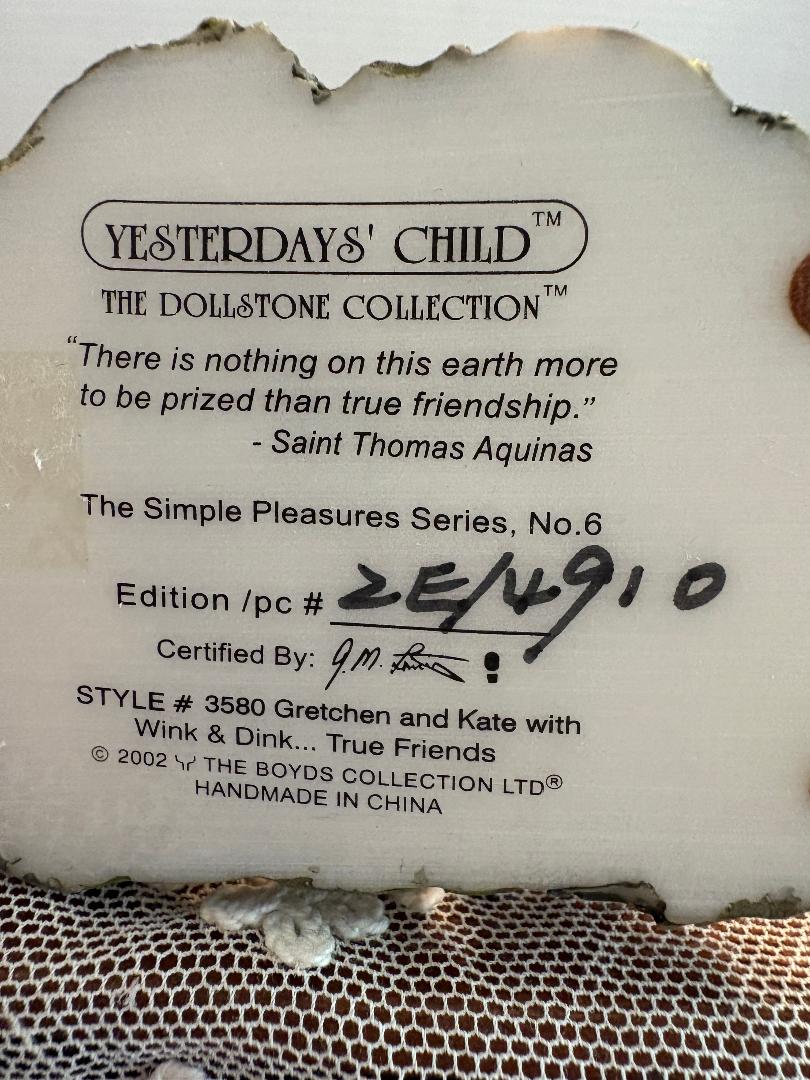 YESTERDAYS' CHILD™
THE DOLLSTONE COLLECTION™
"There is nothing on this earth more
to be prized than true friendship."
- Saint Thomas Aquinas
The Simple Pleasures Series, No.6
Edition /pc # 2E/4910
Certified By: G.M.
STYLE # 3580 Gretchen and Kate with
Wink & Dink... True Friends
© 2002 THE BOYDS COLLECTION LTD®
HANDMADE IN CHINA